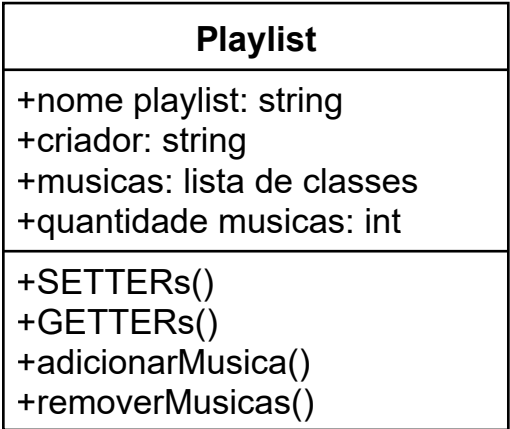 Playlist
+nome playlist: string
+criador: string
+musicas: lista de classes
+quantidade musicas: int
+SETTERs()
+GETTERs()
+adicionarMusica()
+removerMusicas()